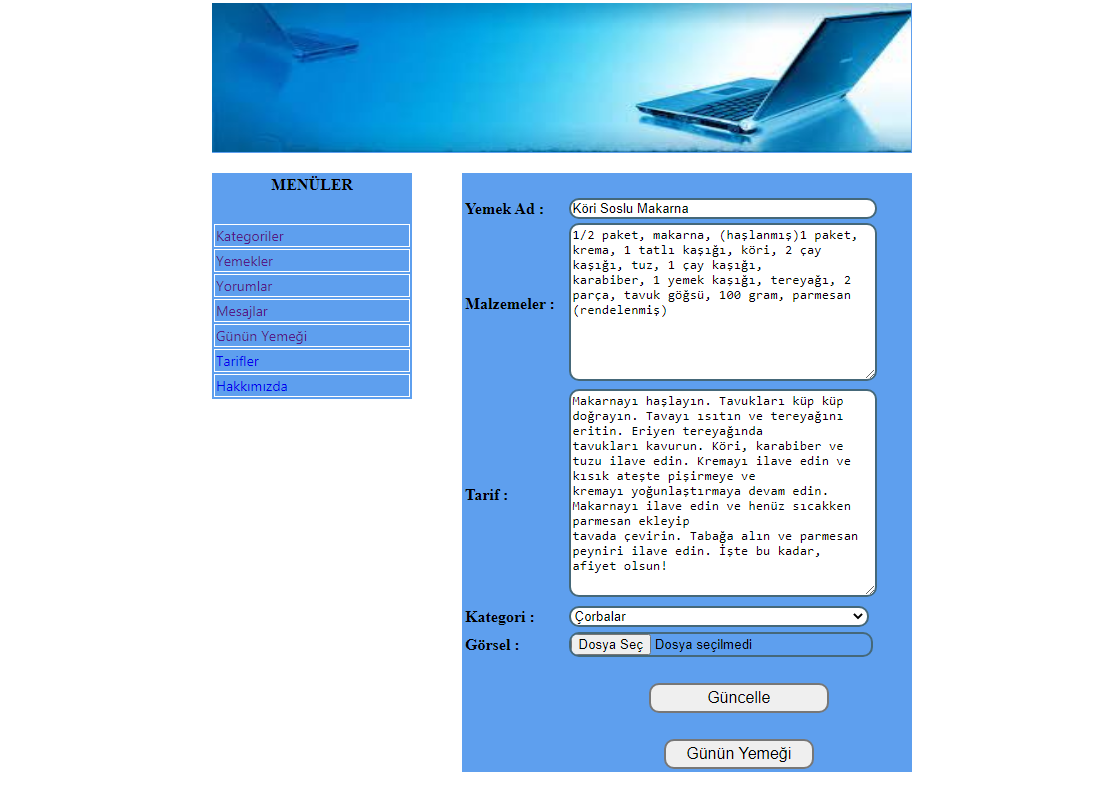 MENÜLER
Kategoriler
Yemekler
Yorumlar
Mesajlar
Günün Yemeği
Tarifler
Hakkımızda
Yemek Ad :
Köri Soslu Makarna
Malzemeler :
1/2 paket, makarna, (haşlanmış)1 paket,
krema, 1 tatlı kaşığı, köri, 2 çay
kaşığı, tuz, 1 çay kaşığı,
karabiber, 1 yemek kaşığı, tereyağı, 2
parça, tavuk göğsü, 100 gram, parmesan
(rendelenmiş)
Tarif :
Makarnayı haşlayın. Tavukları küp küp
doğrayın. Tavayı ısıtın ve tereyağını
eritin. Eriyen tereyağında
tavukları kavurun. Köri, karabiber ve
tuzu ilave edin. Kremayı ilave edin ve
kısık ateşte pişirmeye ve
kremayı yoğunlaştırmaya devam edin.
Makarnayı ilave edin ve henüz sıcakken
parmesan ekleyip
tavada çevirin. Tabağa alın ve parmesan
peyniri ilave edin. İşte bu kadar,
afiyet olsun!
Kategori :
Çorbalar
Görsel :
Dosya Seç Dosya seçilmedi
Güncelle
Günün Yemeği